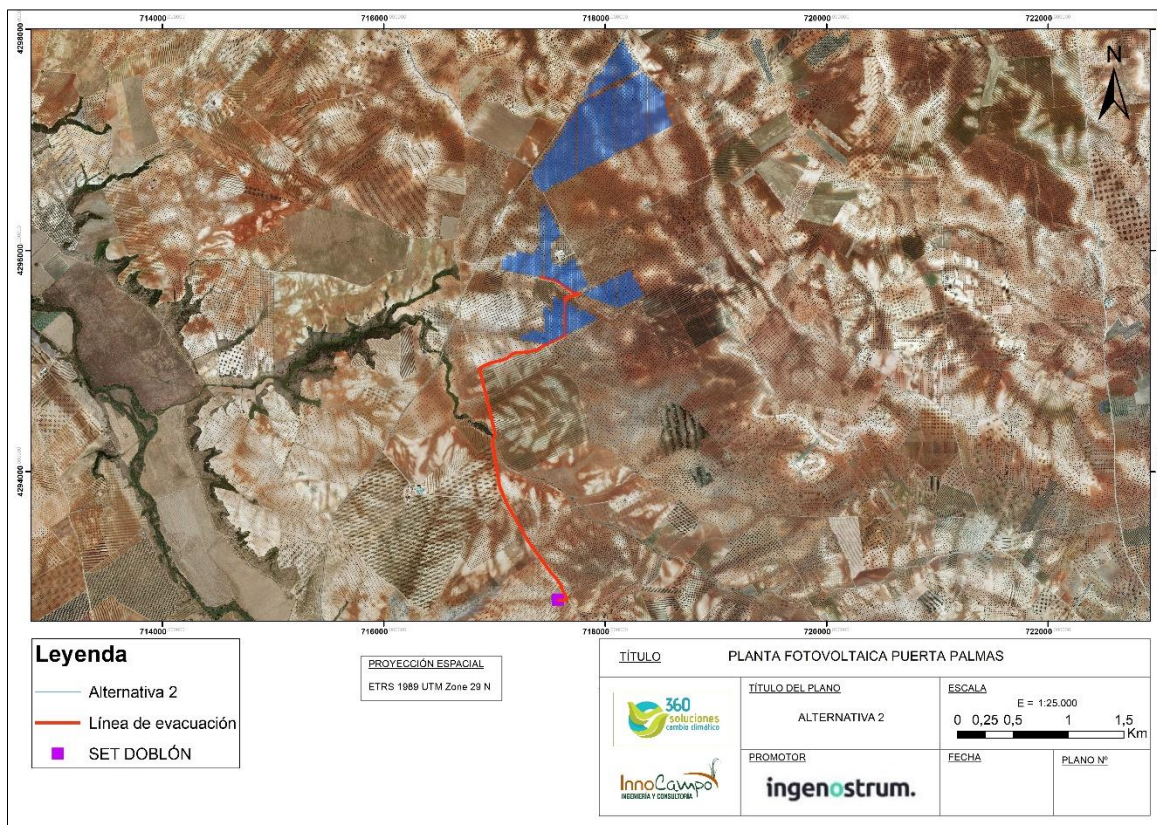 714000 716000 718000 720000 722000
4298000
4296000
4294000
N
714000 716000 718000 720000 722000
Leyenda
Alternativa 2
Línea de evacuación
SET DOBLÓN
PROYECCIÓN ESPACIAL
ETRS 1989 UTM Zone 29 N
TÍTULO PLANTA FOTOVOLTAICA PUERTA PALMAS
360
soluciones
cambio climático
TÍTULO DEL PLANO
ALTERNATIVA 2
ESCALA
E = 1:25.000
0 0,25 0,5 1 1,5
Km
InnoCampo
INGENIERÍA Y CONSULTORÍA
PROMOTOR
ingenostrum.
FECHA
PLANO Nº